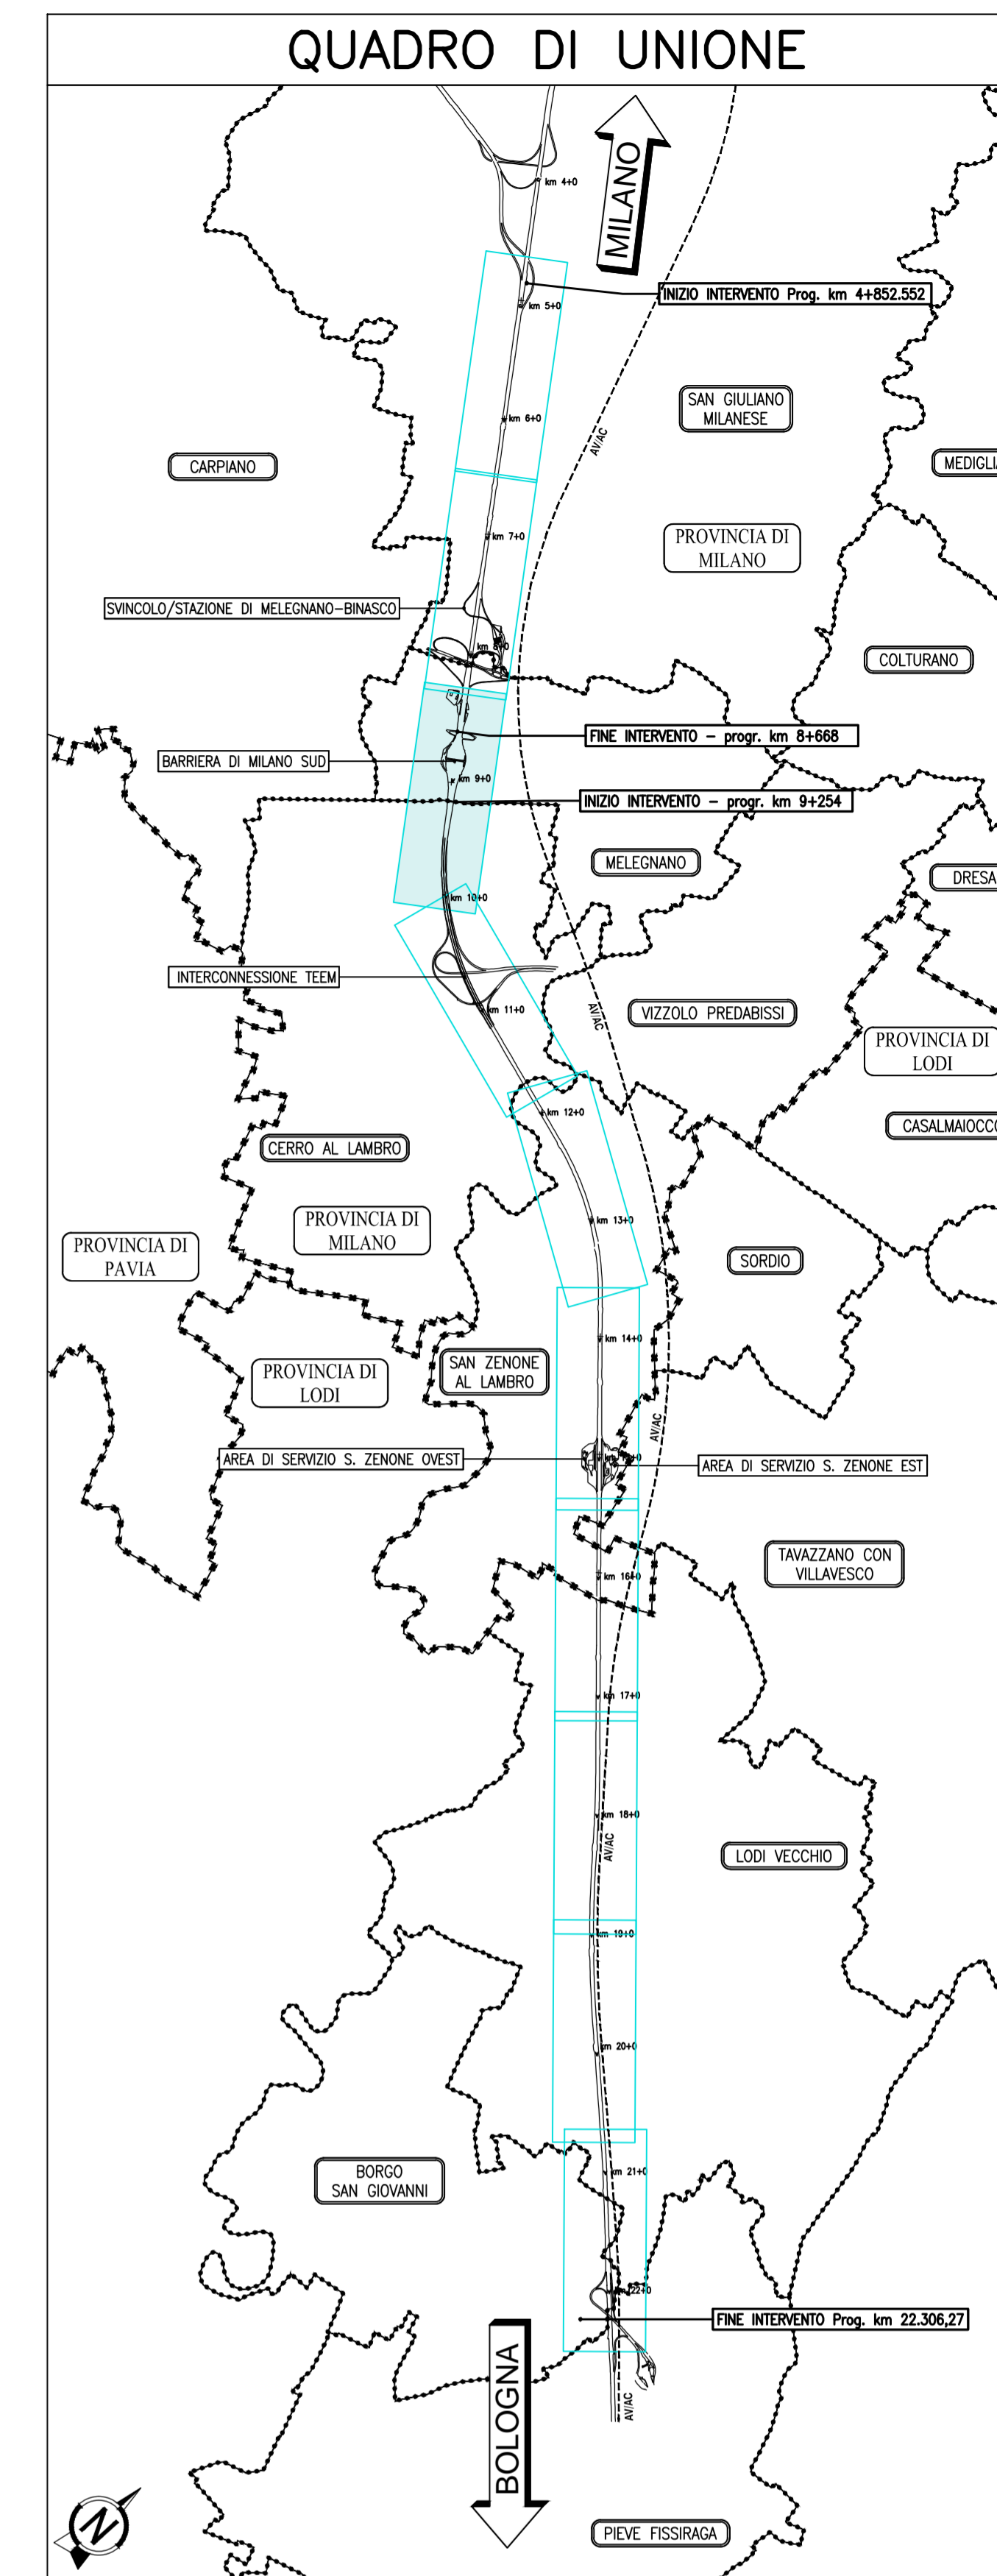 QUADRO DI UNIONE
MILANO
km 4+0
INIZIO INTERVENTO Prog. km 4+852.552
km 5+0
SAN GIULIANO
MILANESE
km 6+0
AV/AC
CARPIANO
PROVINCIA DI
MILANO
km 7+0
SVINCOLO/STAZIONE DI MELEGNANO-BINASCO
COLTURANO
FINE INTERVENTO - progr. km 8+668
BARRIERA DI MILANO SUD
km 9+0
INIZIO INTERVENTO - progr. km 9+254
MELEGNANO
km 10+0
INTERCONNESSIONE TEEM
km 11+0
AV/AC
VIZZOLO PREDABISSI
PROVINCIA DI
LODI
km 12+0
CASALMAIOCCO
CERRO AL LAMBRO
PROVINCIA DI
MILANO
km 13+0
PROVINCIA DI
PAVIA
SORDIO
km 14+0
SAN ZENONE
AL LAMBRO
PROVINCIA DI
LODI
AV/AC
AREA DI SERVIZIO S. ZENONE OVEST
AREA DI SERVIZIO S. ZENONE EST
TAVAZZANO CON
VILLAVESCO
km 16+0
km 17+0
km 18+0
AV/AC
LODI VECCHIO
km 19+0
km 20+0
km 21+0
BORGO
SAN GIOVANNI
km 22+0
FINE INTERVENTO Prog. km 22.306,27
BOLOGNA
AV/AC
N
PIEVE FISSIRAGA